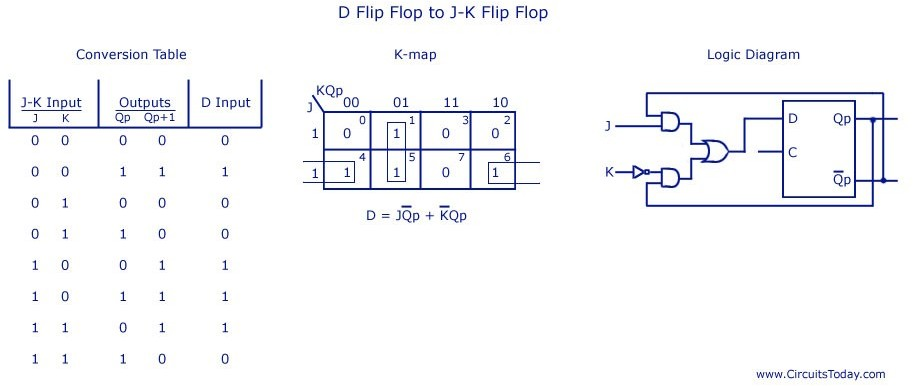 D Flip Flop to J-K Flip Flop
Conversion Table
J-K Input Outputs D Input
J K Qp Qp+1
0 0 0 0 0
0 0 1 1 1
0 1 0 0 0
0 1 1 0 0
1 0 0 1 1
1 0 1 1 1
1 1 0 1 1
1 1 1 0 0
K-map
KQp
J 00 01 11 10
1 0 0 1 1 0 3 0 2
1 1 4 1 5 0 7 1 6
D = JQ̅p + K̅Qp
Logic Diagram
J
K
D Qp
C
Q̅p
www.CircuitsToday.com